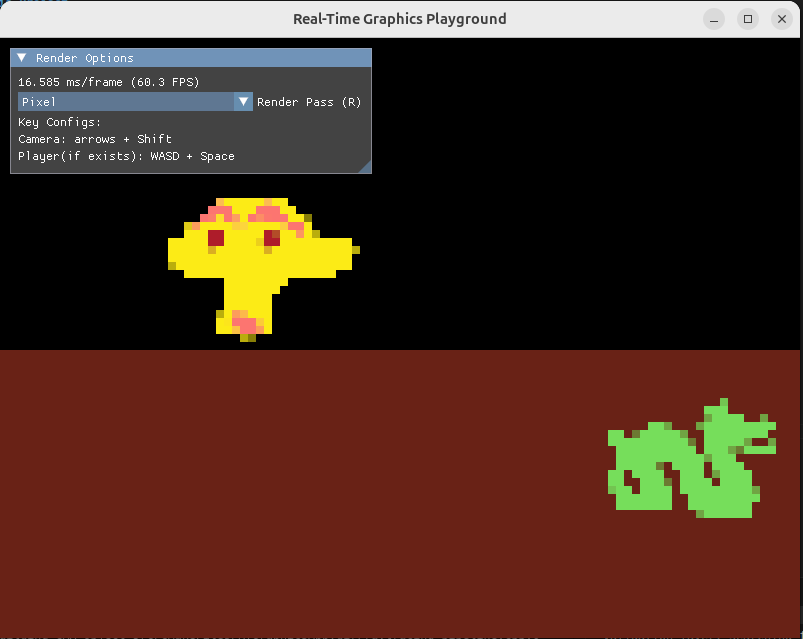 Real-Time Graphics Playground
Render Options
16.585 ms/frame (60.3 FPS)
Pixel Render Pass (R)
Key Configs:
Camera: arrows + Shift
Player(if exists): WASD + Space